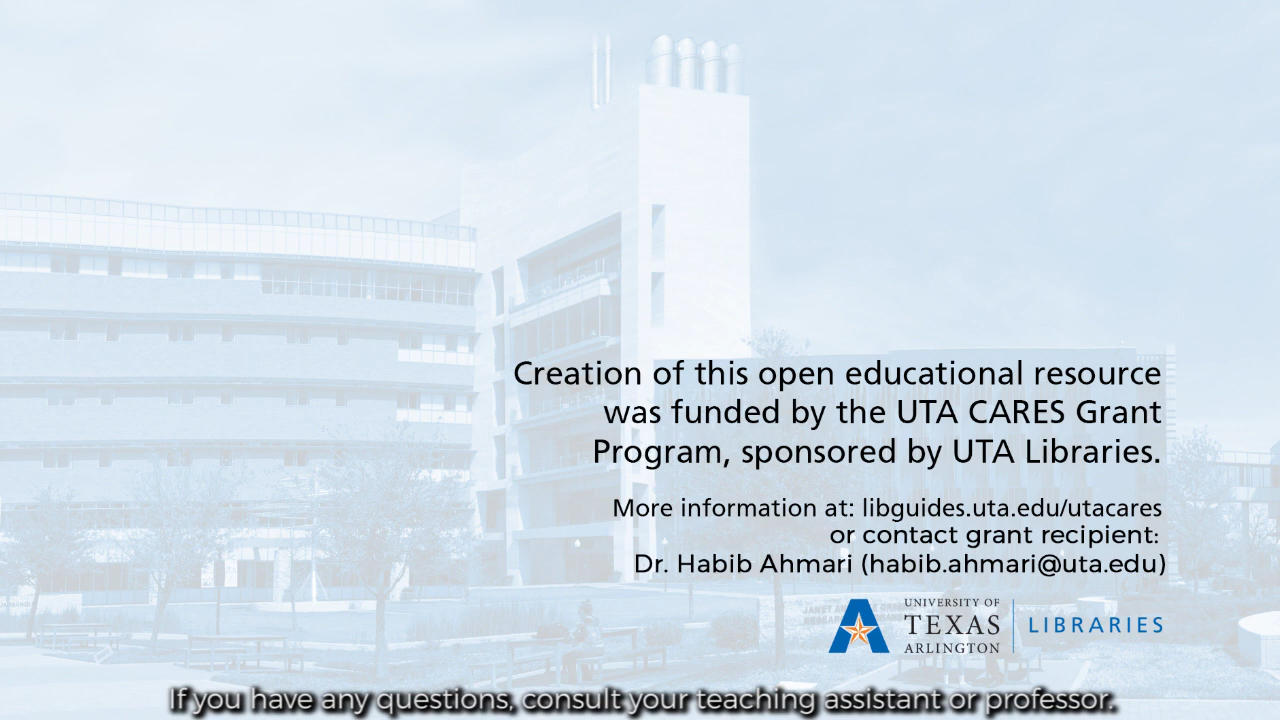 Creation of this open educational resource
was funded by the UTA CARES Grant
Program, sponsored by UTA Libraries.
More information at: libguides.uta.edu/utacares
or contact grant recipient:
Dr. Habib Ahmari (habib.ahmari@uta.edu)
UNIVERSITY OF
TEXAS
ARLINGTON
LIBRARIES
If you have any questions, consult your teaching assistant or professor.